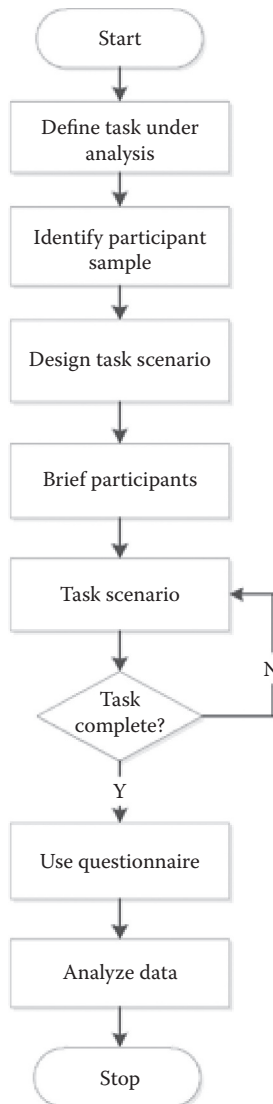 Start
Define task under
analysis
Identify participant
sample
Design task scenario
Brief participants
Task scenario
N
Task
complete?
Y
Use questionnaire
Analyze data
Stop